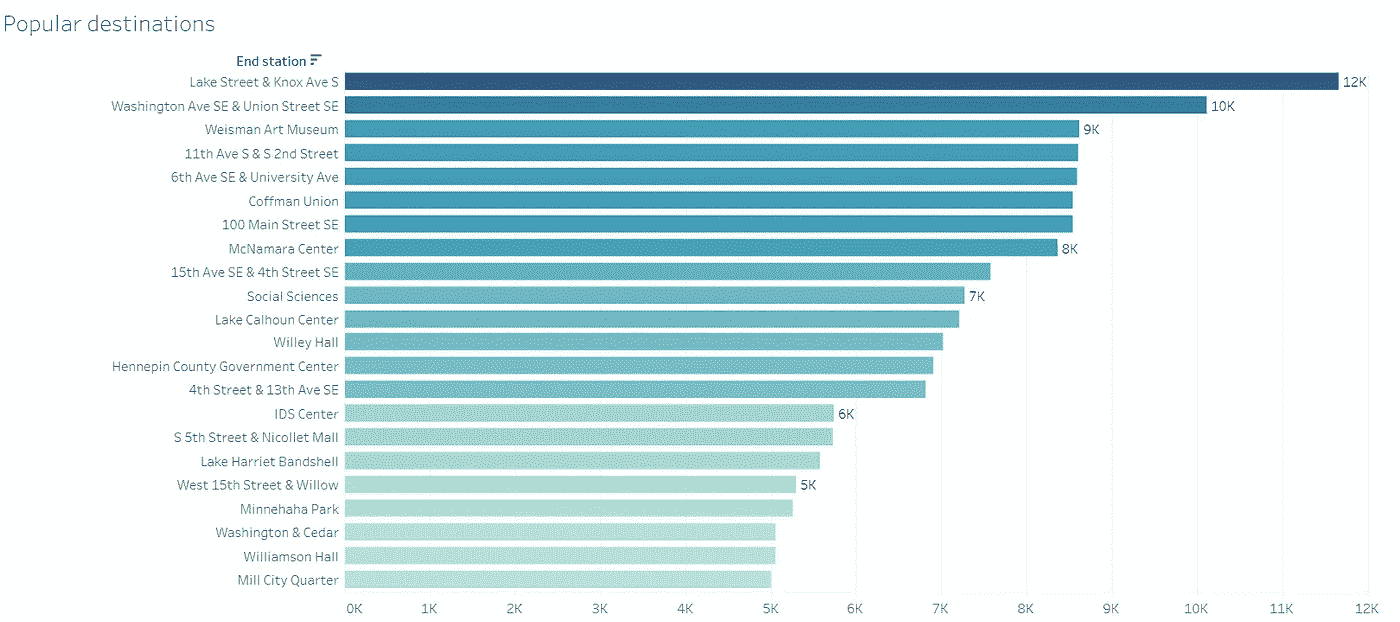 Popular destinations
End station
Lake Street & Knox Ave S 12K
Washington Ave SE & Union Street SE 10K
Weisman Art Museum 9K
11th Ave S & S 2nd Street
6th Ave SE & University Ave
Coffman Union
100 Main Street SE
McNamara Center 8K
15th Ave SE & 4th Street SE
Social Sciences 7K
Lake Calhoun Center
Willey Hall
Hennepin County Government Center
4th Street & 13th Ave SE
IDS Center 6K
S 5th Street & Nicollet Mall
Lake Harriet Bandshell
West 15th Street & Willow 5K
Minnehaha Park
Washington & Cedar
Williamson Hall
Mill City Quarter
0K 1K 2K 3K 4K 5K 6K 7K 8K 9K 10K 11K 12K